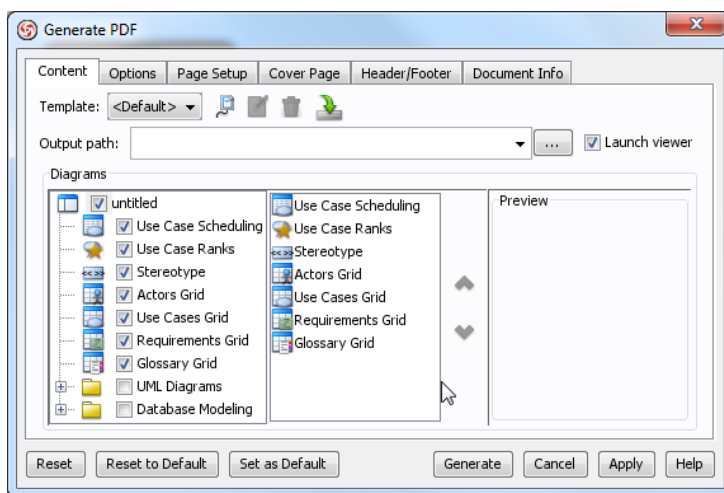 Generate PDF
Content Options Page Setup Cover Page Header/Footer Document Info
Template: <Default>
Output path: ... Launch viewer
Diagrams
untitled
Use Case Scheduling
Use Case Ranks
<< >> Stereotype
Actors Grid
Use Cases Grid
Requirements Grid
Glossary Grid
UML Diagrams
Database Modeling
Use Case Scheduling
Use Case Ranks
<< >> Stereotype
Actors Grid
Use Cases Grid
Requirements Grid
Glossary Grid
Preview
Reset Reset to Default Set as Default Generate Cancel Apply Help